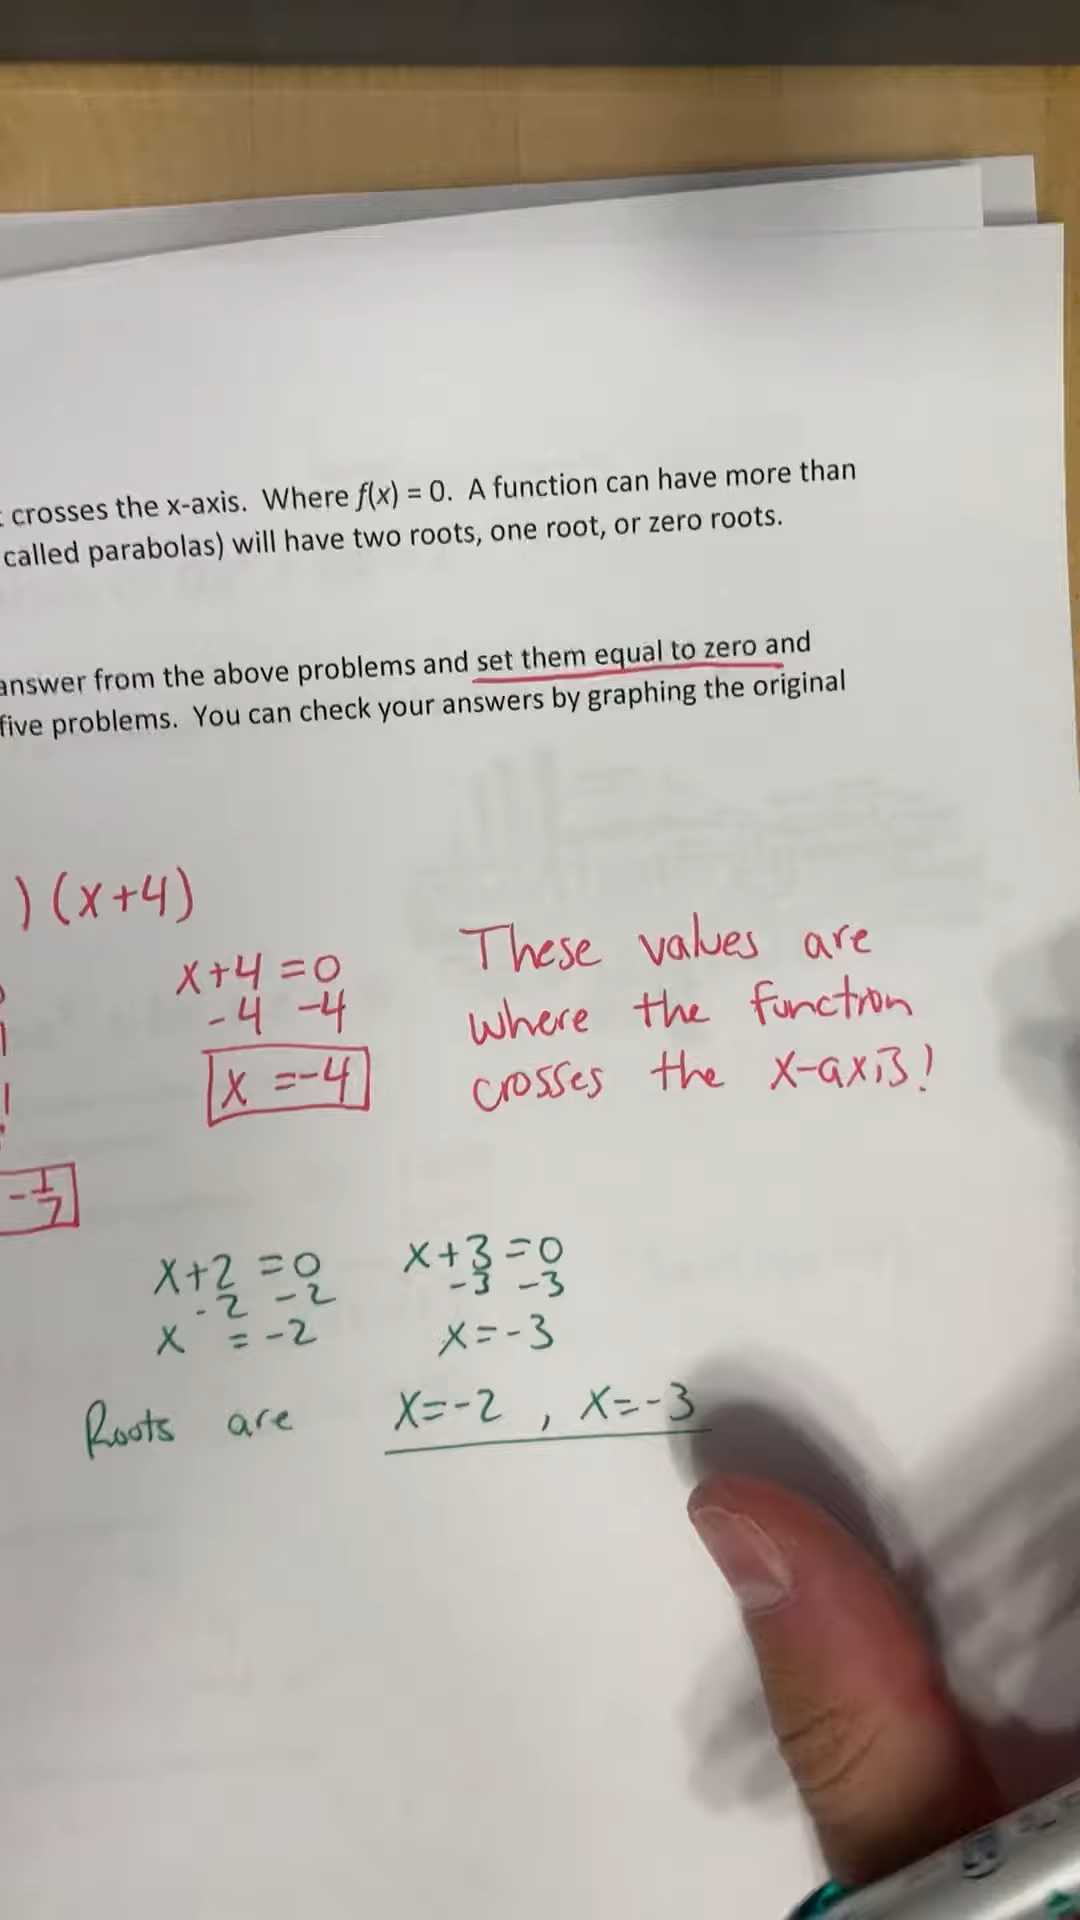 crosses the x-axis. Where f(x) = 0. A function can have more than
called parabolas) will have two roots, one root, or zero roots.
answer from the above problems and set them equal to zero and
five problems. You can check your answers by graphing the original
) (x+4)
x+4 =0
-4 -4
x =-4
These values are
where the function
crosses the x-axis!
-1/7
x+2 =0
-2 -2
x = -2
x+3=0
-3 -3
x=-3
Roots are x=-2 , x=-3